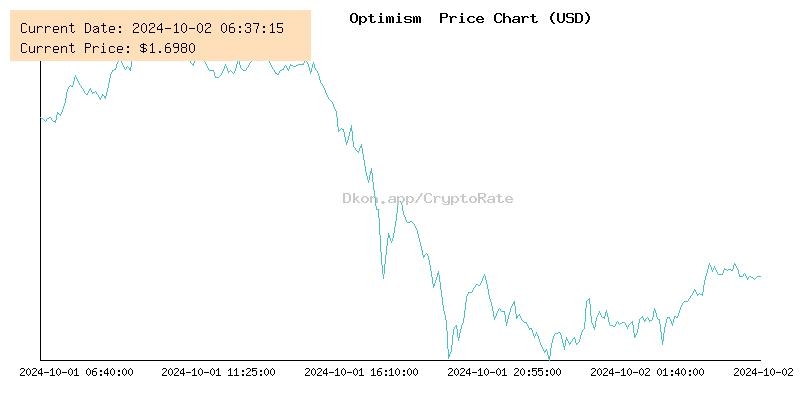 Optimism  Price Chart (USD)
Current Date: 2024-10-02 06:37:15
Current Price: $1.6980
Dkon.app/CryptoRate
2024-10-01 06:40:00 2024-10-01 11:25:00 2024-10-01 16:10:00 2024-10-01 20:55:00 2024-10-02 01:40:00 2024-10-02